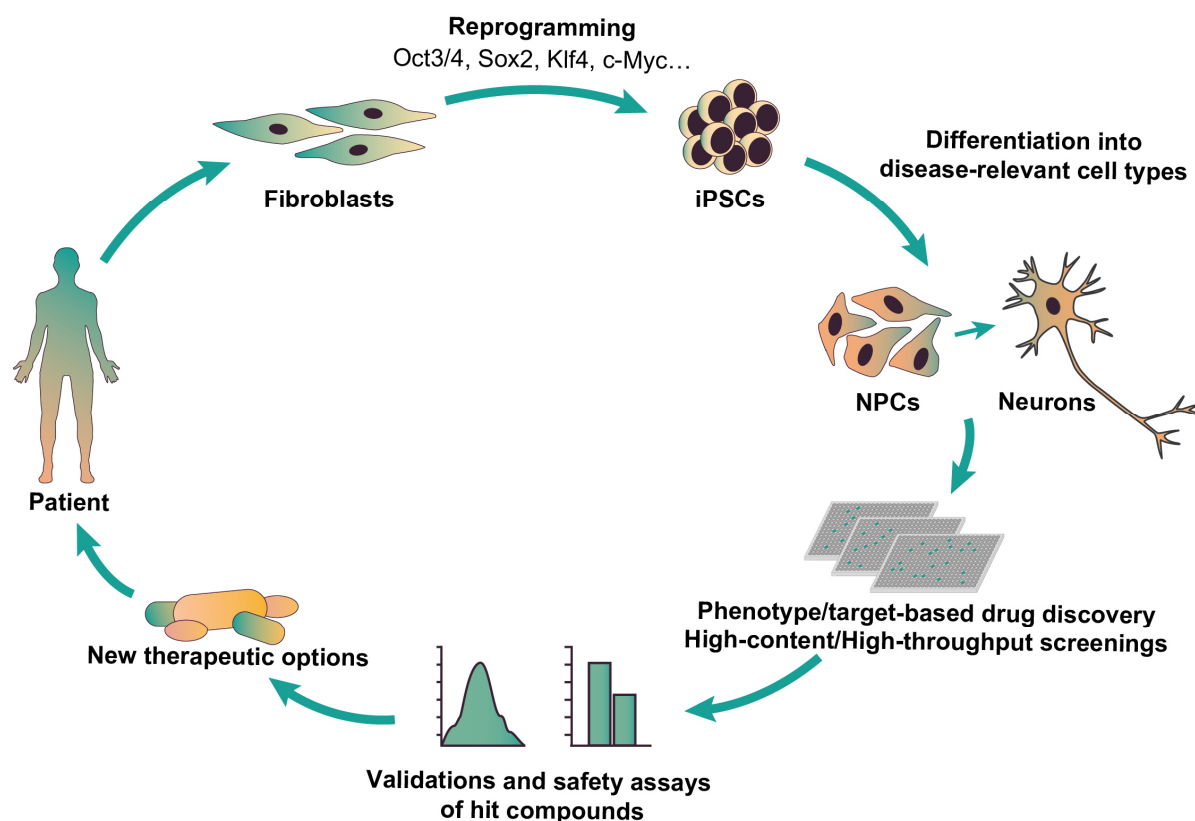 Reprogramming
Oct3/4, Sox2, Klf4, c-Myc…
Fibroblasts
iPSCs
Differentiation into
disease-relevant cell types
NPCs
Neurons
Patient
Phenotype/target-based drug discovery
High-content/High-throughput screenings
New therapeutic options
Validations and safety assays
of hit compounds